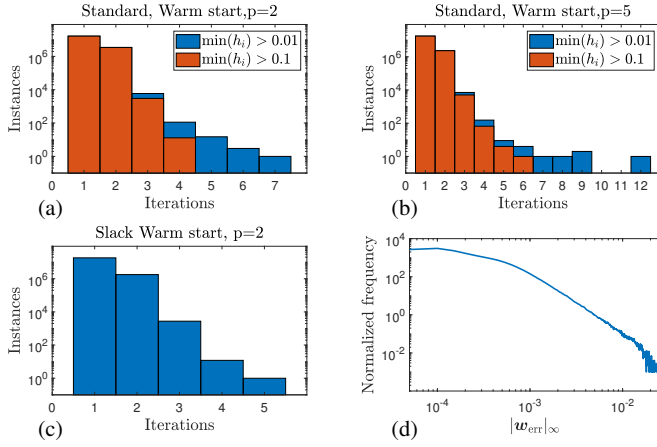 Standard, Warm start,p=2
10^6
10^4
10^2
10^0
Instances
min(h_i) > 0.01
min(h_i) > 0.1
0 1 2 3 4 5 6 7
Iterations
(a)
Standard, Warm start,p=5
10^6
10^4
10^2
10^0
Instances
min(h_i) > 0.01
min(h_i) > 0.1
0 1 2 3 4 5 6 7 8 9 10 11 12
Iterations
(b)
Slack Warm start, p=2
10^6
10^4
10^2
10^0
Instances
0 1 2 3 4 5
Iterations
(c)
10^4
10^2
10^0
10^-2
Normalized frequency
10^-4 10^-3 10^-2
|w_err|_∞
(d)